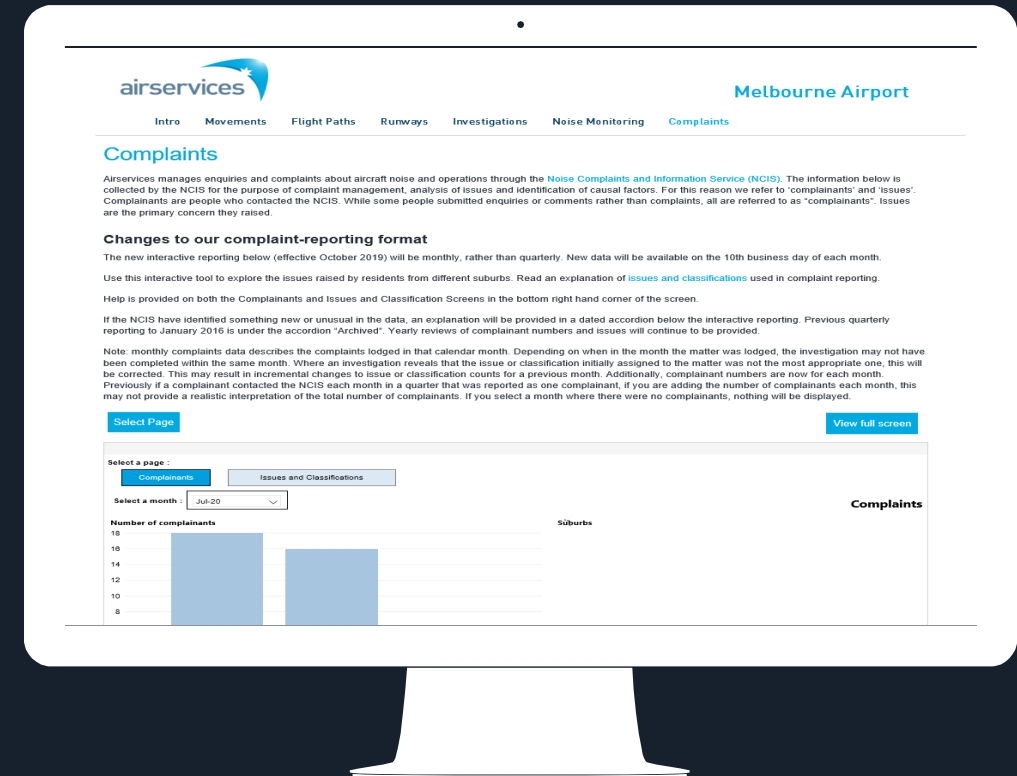 airservices
Melbourne Airport
Intro Movements Flight Paths Runways Investigations Noise Monitoring Complaints
Complaints
Airservices manages enquiries and complaints about aircraft noise and operations through the Noise Complaints and Information Service (NCIS). The information below is
collected by the NCIS for the purpose of complaint management, analysis of issues and identification of causal factors. For this reason we refer to 'complainants' and 'issues'.
Complainants are people who contacted the NCIS. While some people submitted enquiries or comments rather than complaints, all are referred to as "complainants". Issues
are the primary concern they raised.
Changes to our complaint-reporting format
The new interactive reporting below (effective October 2019) will be monthly, rather than quarterly. New data will be available on the 10th business day of each month.
Use this interactive tool to explore the issues raised by residents from different suburbs. Read an explanation of issues and classifications used in complaint reporting.
Help is provided on both the Complainants and Issues and Classification Screens in the bottom right hand corner of the screen.
If the NCIS have identified something new or unusual in the data, an explanation will be provided in a dated accordion below the interactive reporting. Previous quarterly
reporting to January 2016 is under the accordion "Archived". Yearly reviews of complainant numbers and issues will continue to be provided.
Note: monthly complaints data describes the complaints lodged in that calendar month. Depending on when in the month the matter was lodged, the investigation may not have
been completed within the same month. Where an investigation reveals that the issue or classification initially assigned to the matter was not the most appropriate one, this will
be corrected. This may result in incremental changes to issue or classification counts for a previous month. Additionally, complainant numbers are now for each month.
Previously if a complainant contacted the NCIS each month in a quarter that was reported as one complainant, if you are adding the number of complainants each month, this
may not provide a realistic interpretation of the total number of complainants. If you select a month where there were no complainants, nothing will be displayed.
Select Page
View full screen
Select a page :
Complainants Issues and Classifications
Select a month : Jul-20
Complaints
Number of complainants
Suburbs
18
16
14
12
10
8